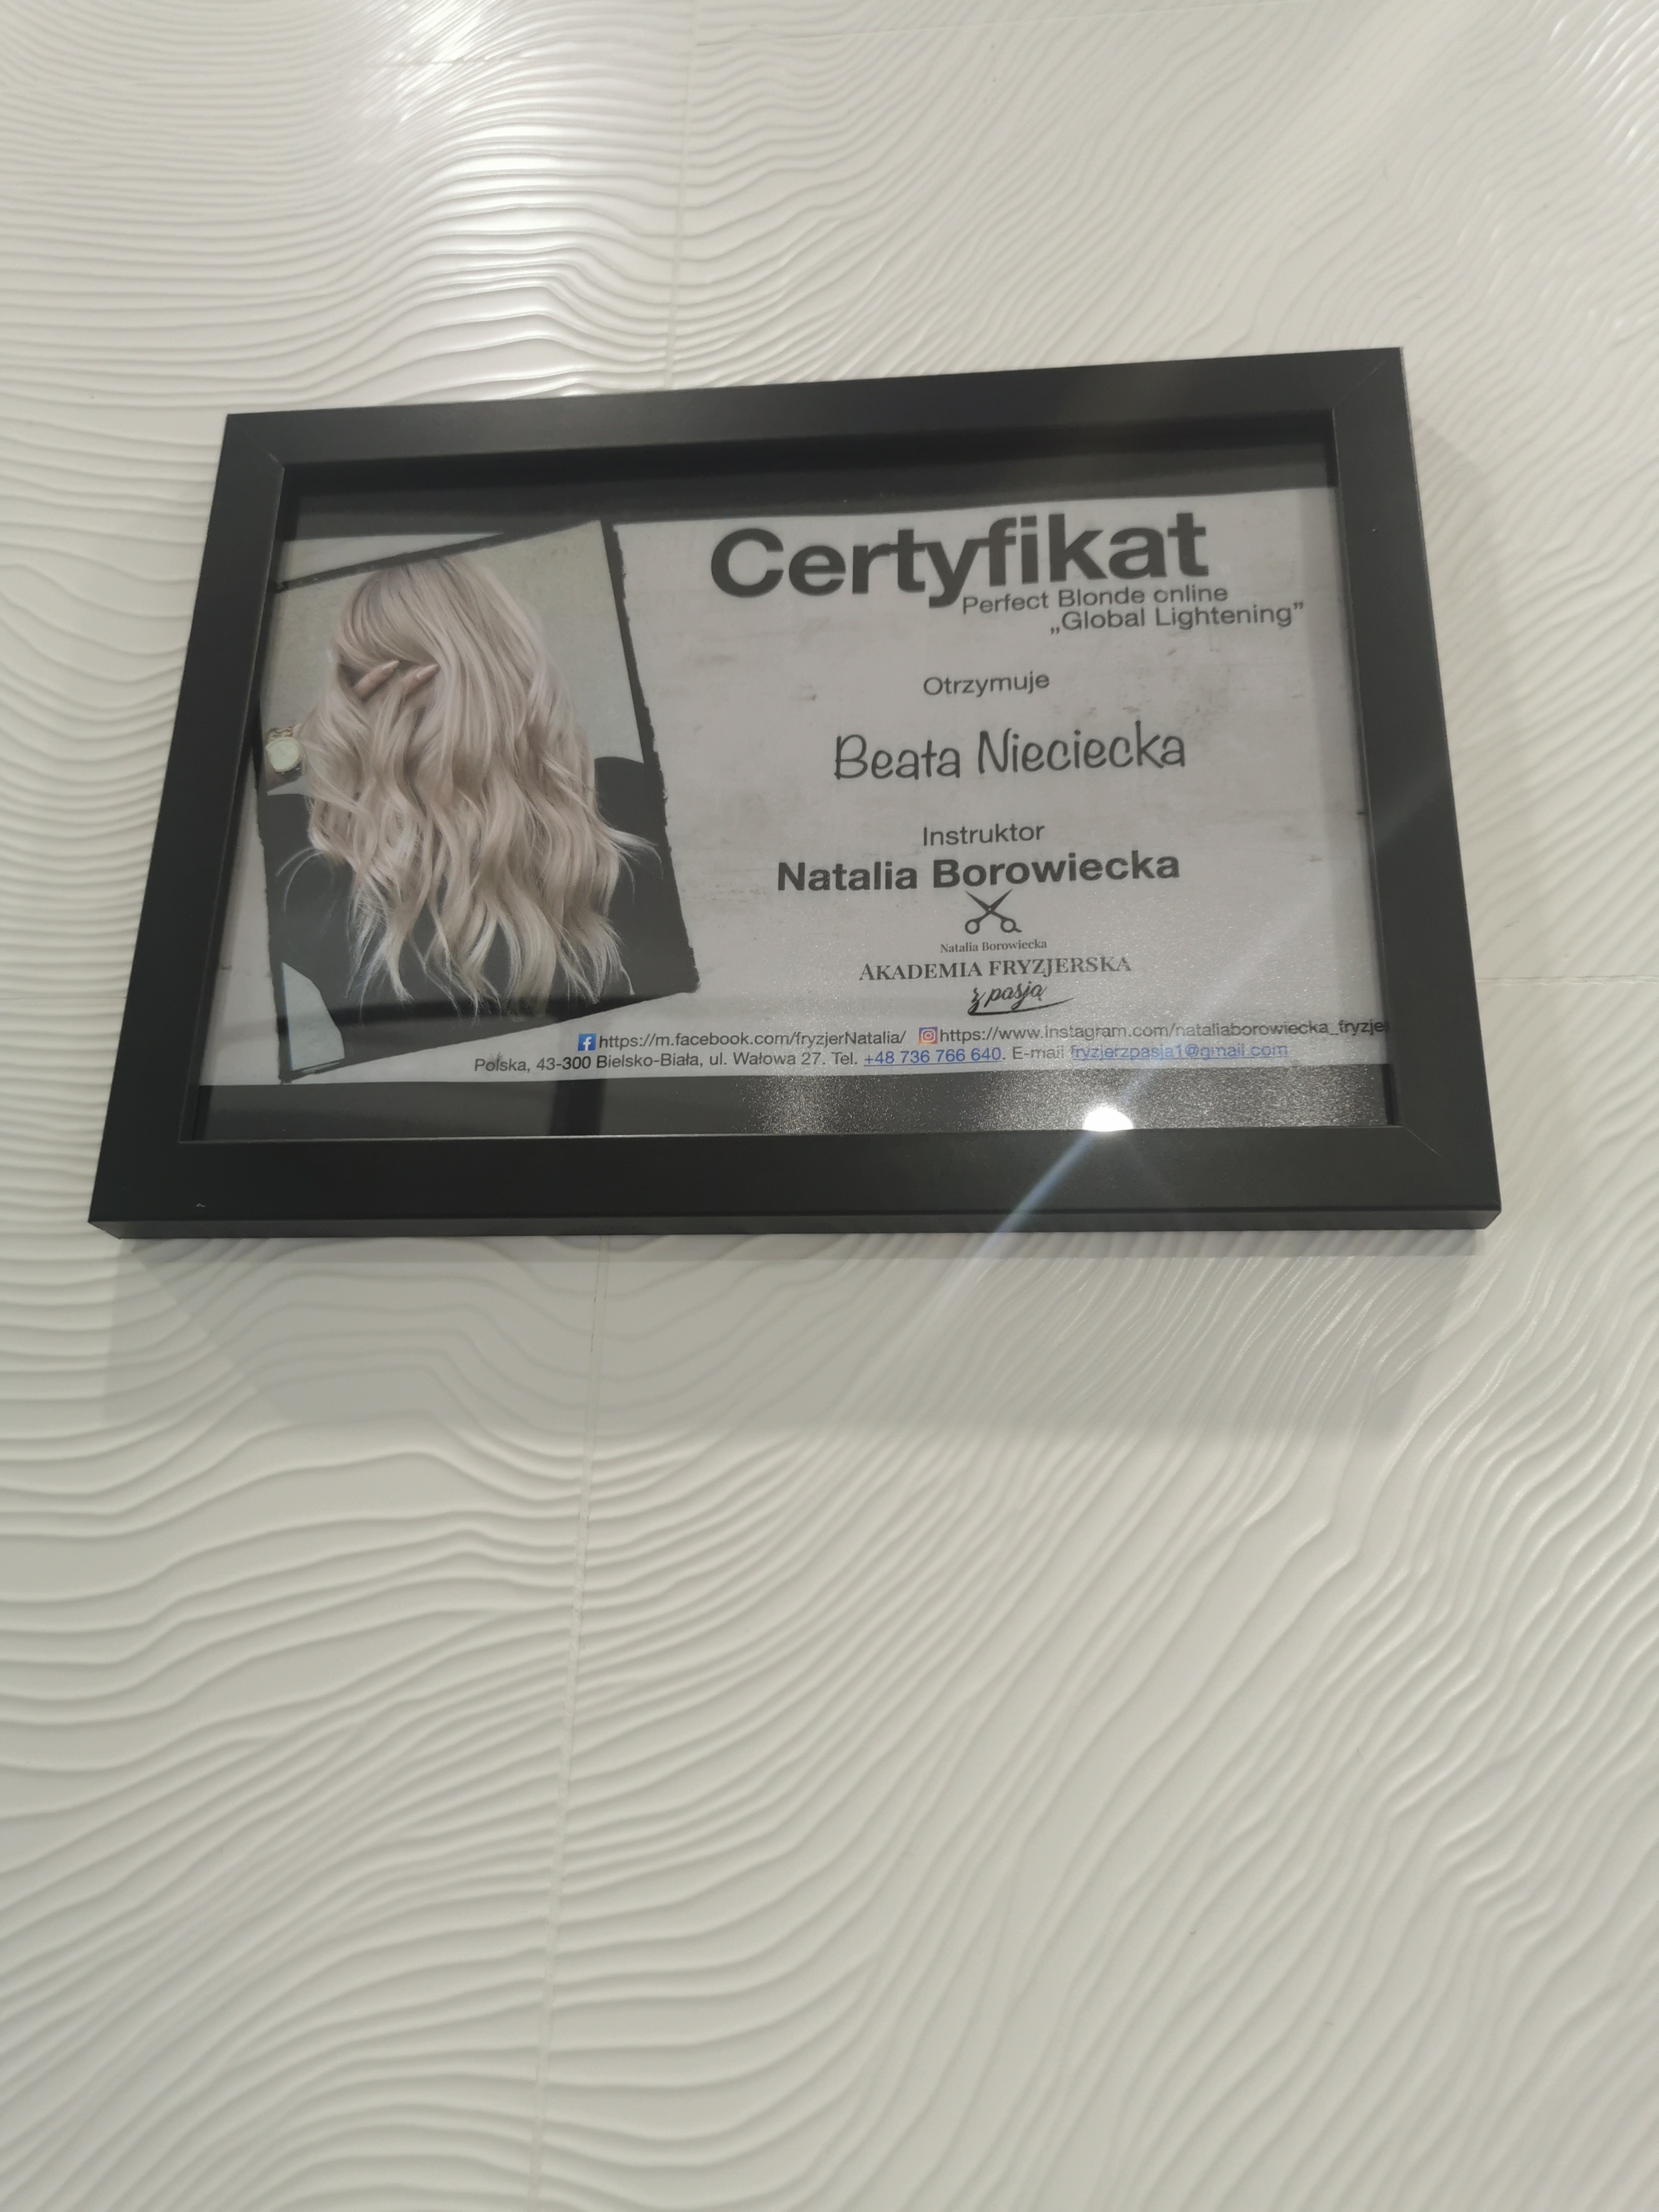 Certyfikat
Perfect Blonde online
„Global Lightening”
Otrzymuje
Beata Nieciecka
Instruktor
Natalia Borowiecka
Natalia Borowiecka
AKADEMIA FRYZJERSKA
z pasją
https://m.facebook.com/fryzjerNatalia/ https://www.instagram.com/nataliaborowiecka_fryzje
Polska, 43-300 Bielsko-Biała, ul. Wałowa 27. Tel. +48 736 766 640. E-mail fryzjerzpasja1@gmail.com